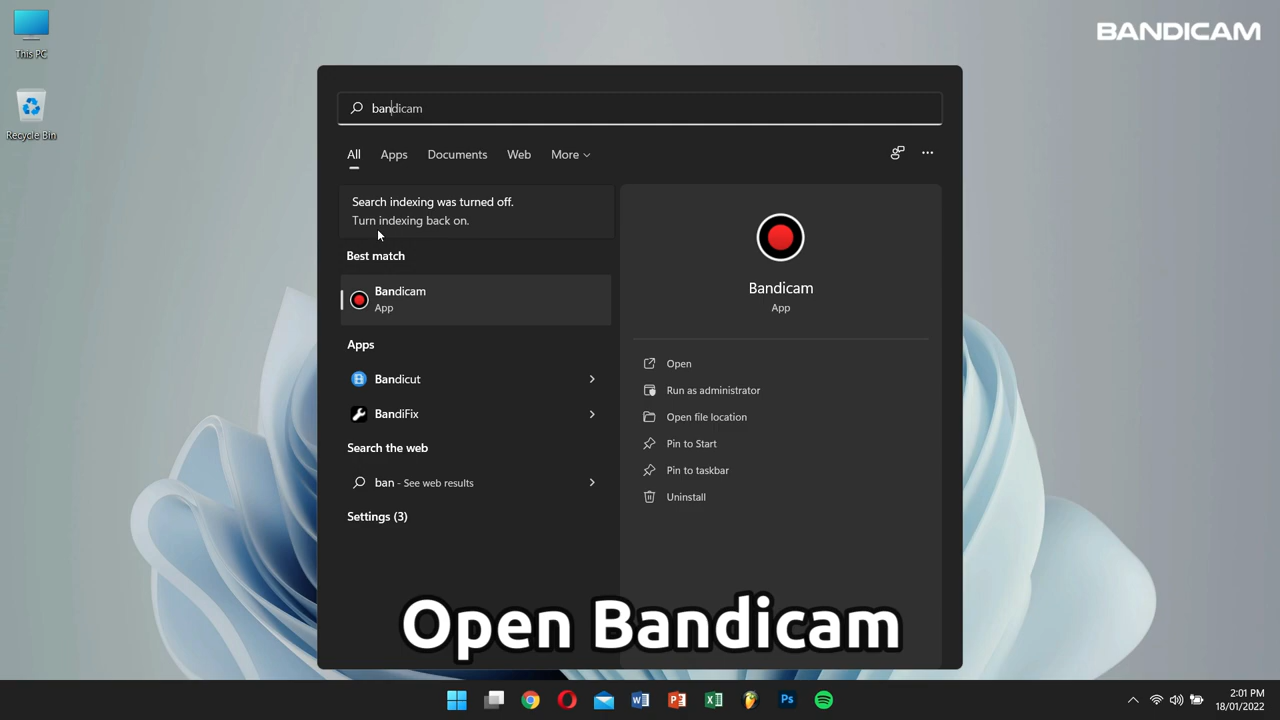 This PC
Recycle Bin
BANDICAM
bandicam
All Apps Documents Web More
Search indexing was turned off.
Turn indexing back on.
Best match
Bandicam
App
Apps
Bandicut
BandiFix
Search the web
ban - See web results
Settings (3)
Bandicam
App
Open
Run as administrator
Open file location
Pin to Start
Pin to taskbar
Uninstall
Open Bandicam
Ps
2:01 PM
18/01/2022